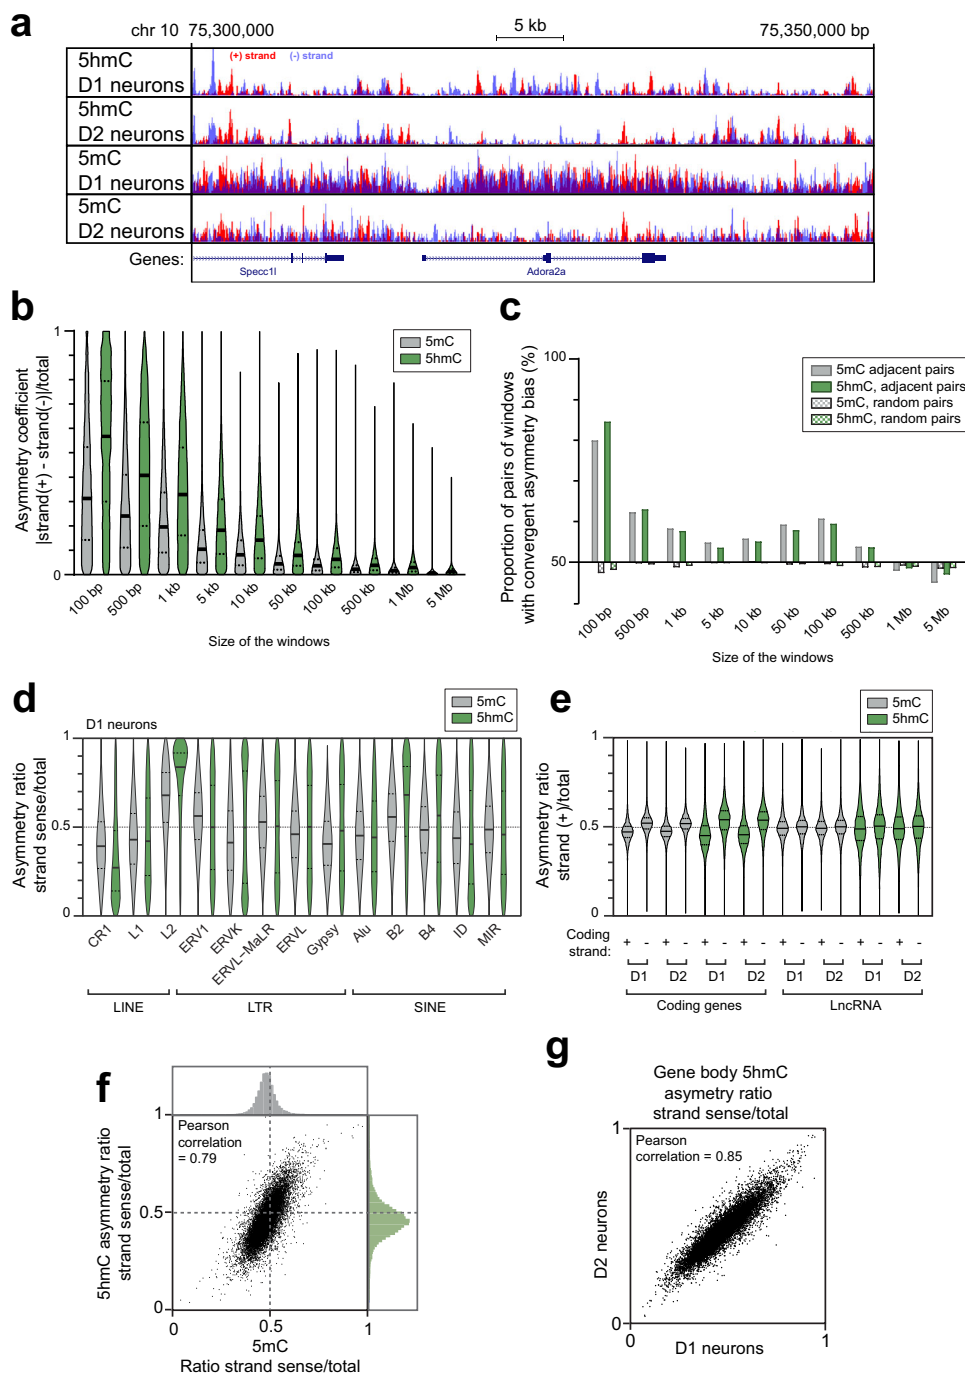 a
chr 10
75,300,000
5 kb
75,350,000 bp
5hmC
D1 neurons
(+) strand
(-) strand
5hmC
D2 neurons
5mC
D1 neurons
5mC
D2 neurons
Genes:
Specc1l
Adora2a
b
Asymmetry coefficient
|strand(+) - strand(-)|/total
1
0
5mC
5hmC
100 bp
500 bp
1 kb
5 kb
10 kb
50 kb
100 kb
500 kb
1 Mb
5 Mb
Size of the windows
c
Proportion of pairs of windows
with convergent asymmetry bias (%)
100
50
5mC adjacent pairs
5hmC, adjacent pairs
5mC, random pairs
5hmC, random pairs
100 bp
500 bp
1 kb
5 kb
10 kb
50 kb
100 kb
500 kb
1 Mb
5 Mb
Size of the windows
d
D1 neurons
5mC
5hmC
Asymmetry ratio
strand sense/total
1
0.5
0
CR1
L1
L2
ERV1
ERVK
ERVL-MaLR
ERVL
Gypsy
Alu
B2
B4
ID
MIR
LINE
LTR
SINE
e
5mC
5hmC
Asymmetry ratio
strand (+)/total
1
0.5
0
Coding
strand:
+ - + - + - + - + - + - + - + -
D1 D2 D1 D2 D1 D2 D1 D2
Coding genes
LncRNA
f
Pearson
correlation
= 0.79
5hmC asymmetry ratio
strand sense/total
1
0.5
0
0
0.5
1
5mC
Ratio strand sense/total
g
Gene body 5hmC
asymetry ratio
strand sense/total
Pearson
correlation = 0.85
D2 neurons
1
0
0
1
D1 neurons